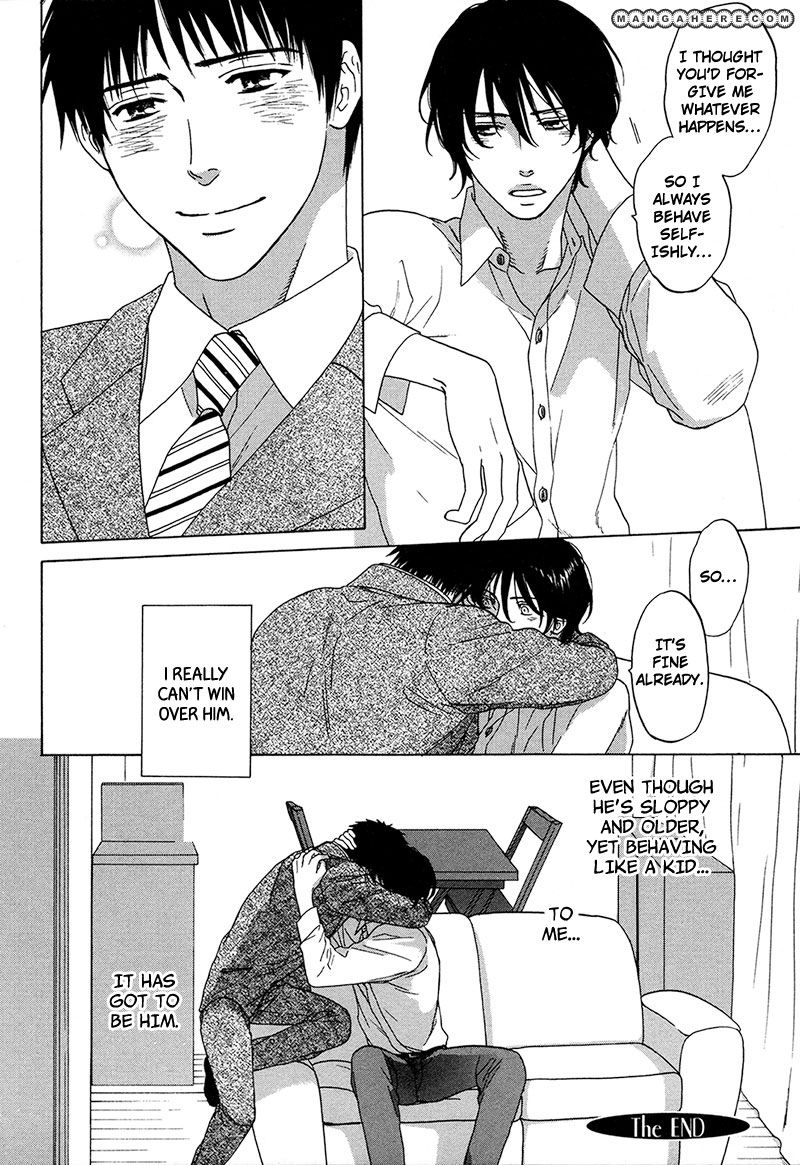 MANGAHERE.COM
I THOUGHT
YOU'D FOR-
GIVE ME
WHATEVER
HAPPENS...
SO I
ALWAYS
BEHAVE
SELF-
ISHLY...
SO...
IT'S
FINE
ALREADY.
I REALLY
CAN'T WIN
OVER HIM.
EVEN THOUGH
HE'S SLOPPY
AND OLDER,
YET BEHAVING
LIKE A KID...
TO
ME...
IT HAS
GOT TO
BE HIM.
The END